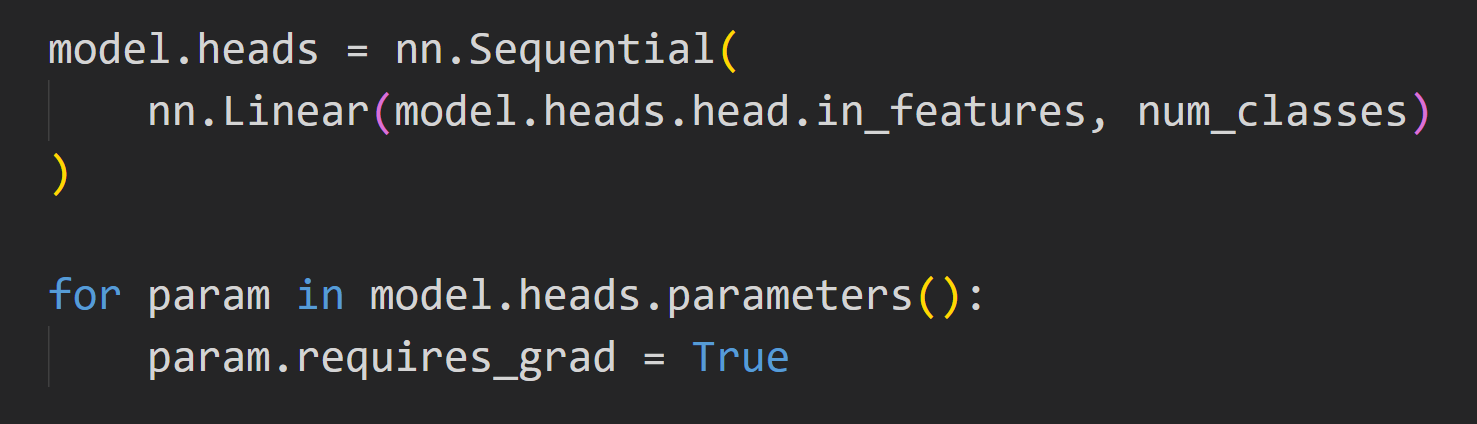 model.heads = nn.Sequential(
    nn.Linear(model.heads.head.in_features, num_classes)
)
for param in model.heads.parameters():
    param.requires_grad = True